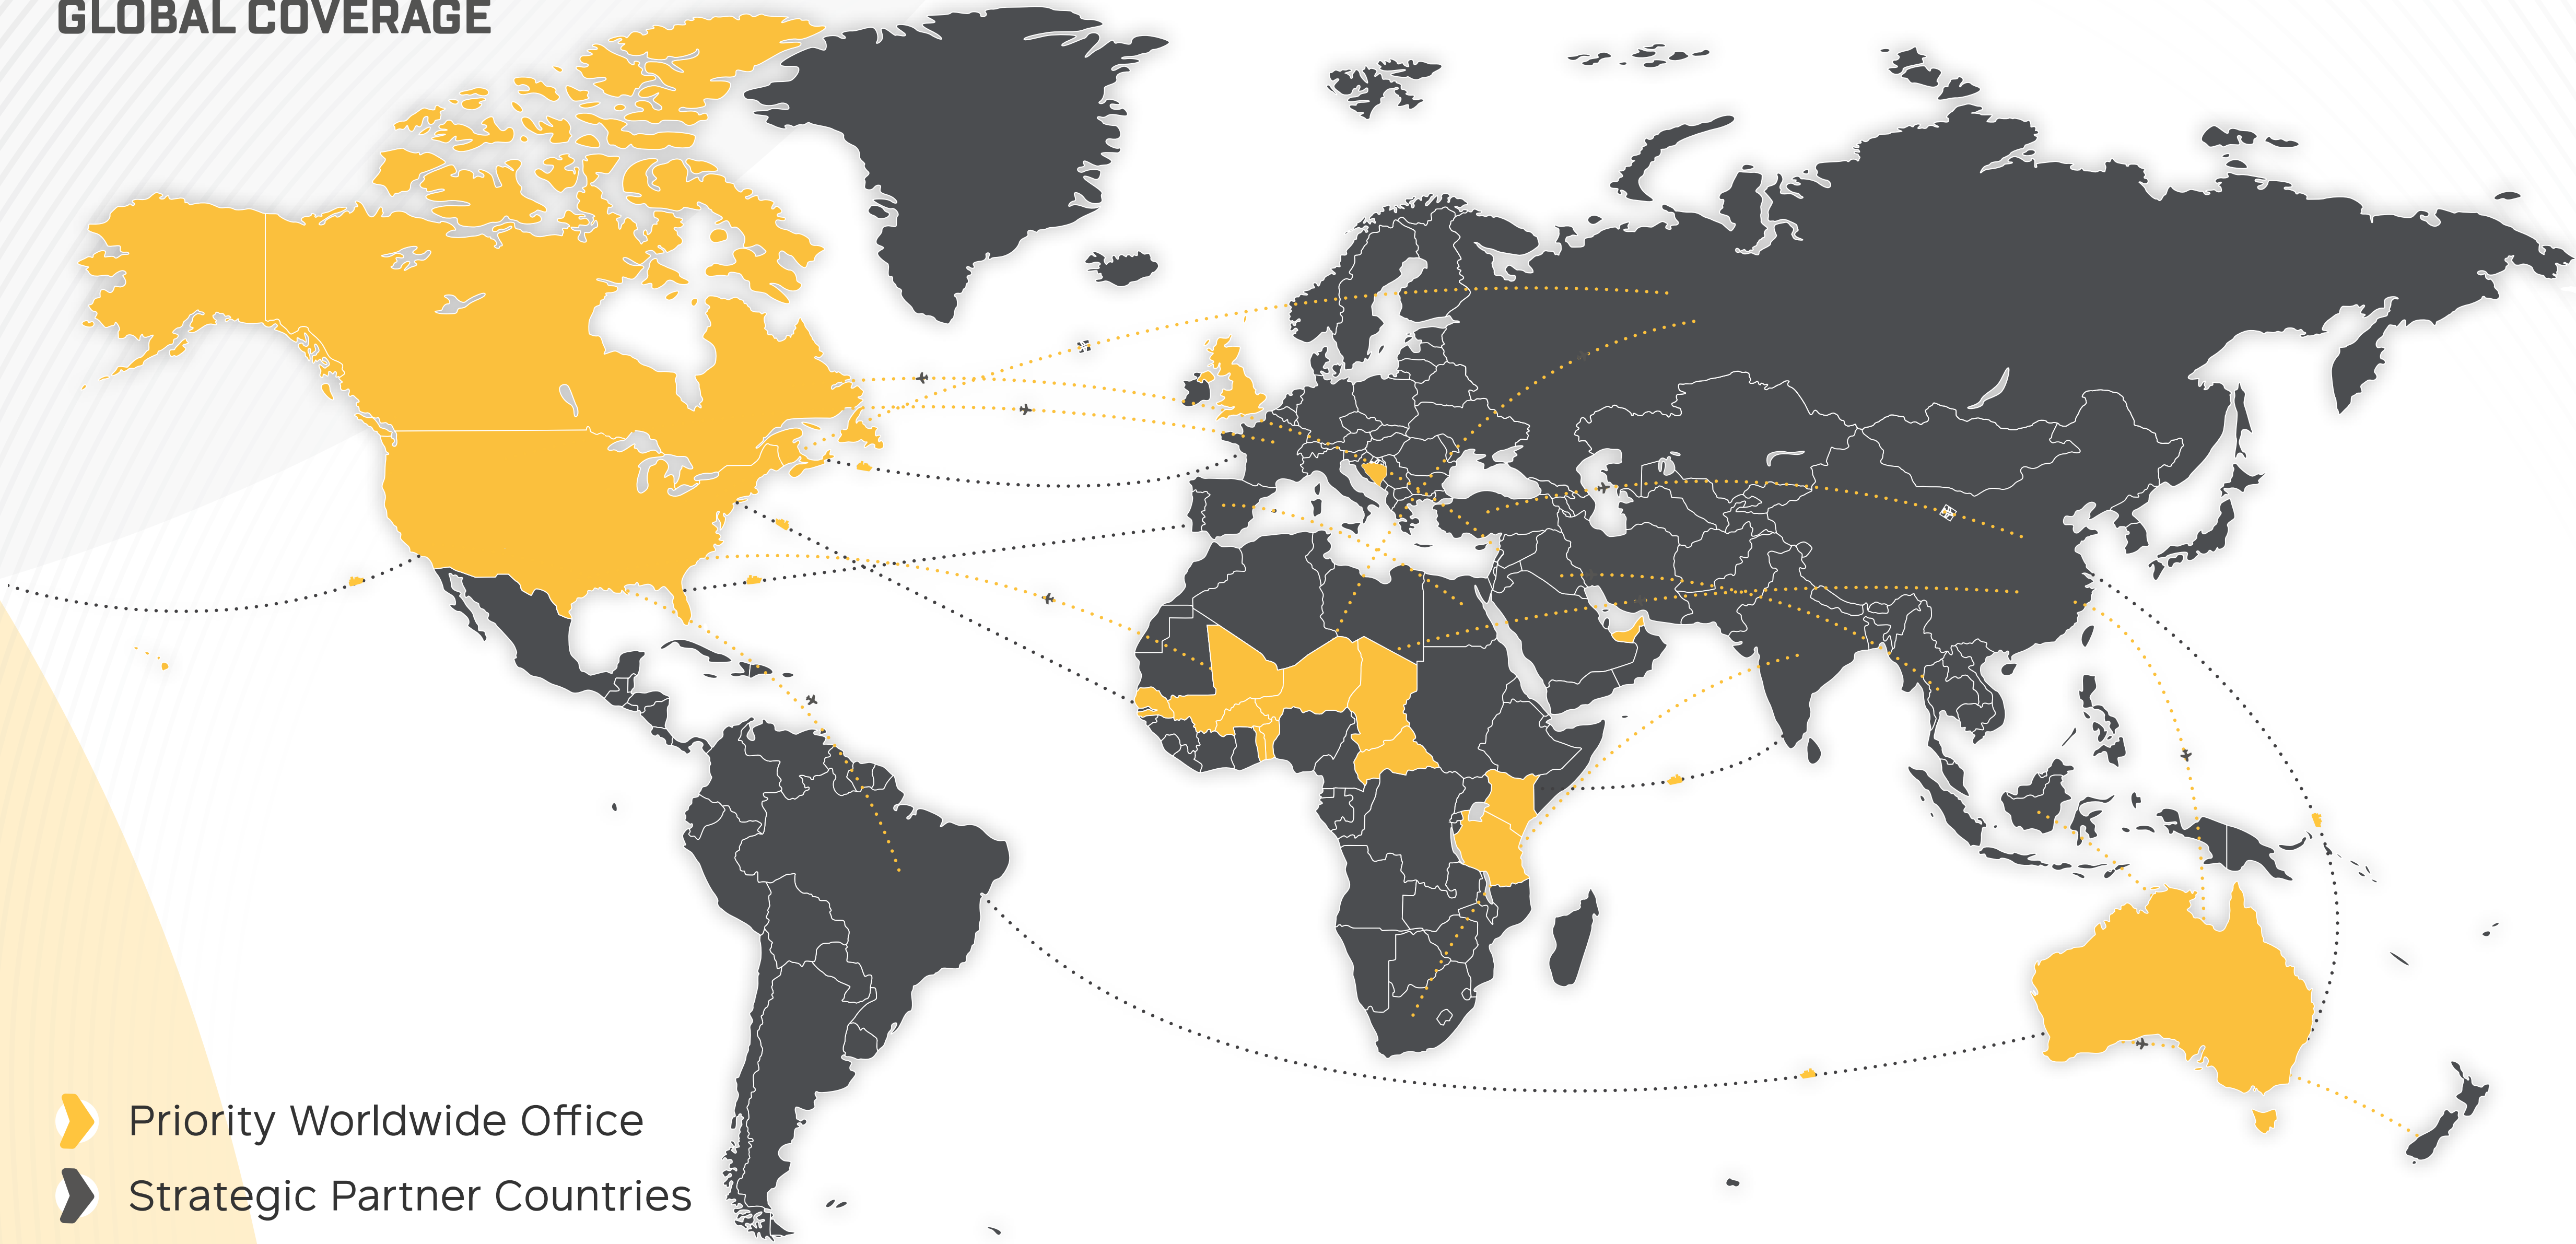 GLOBAL COVERAGE
Priority Worldwide Office
Strategic Partner Countries